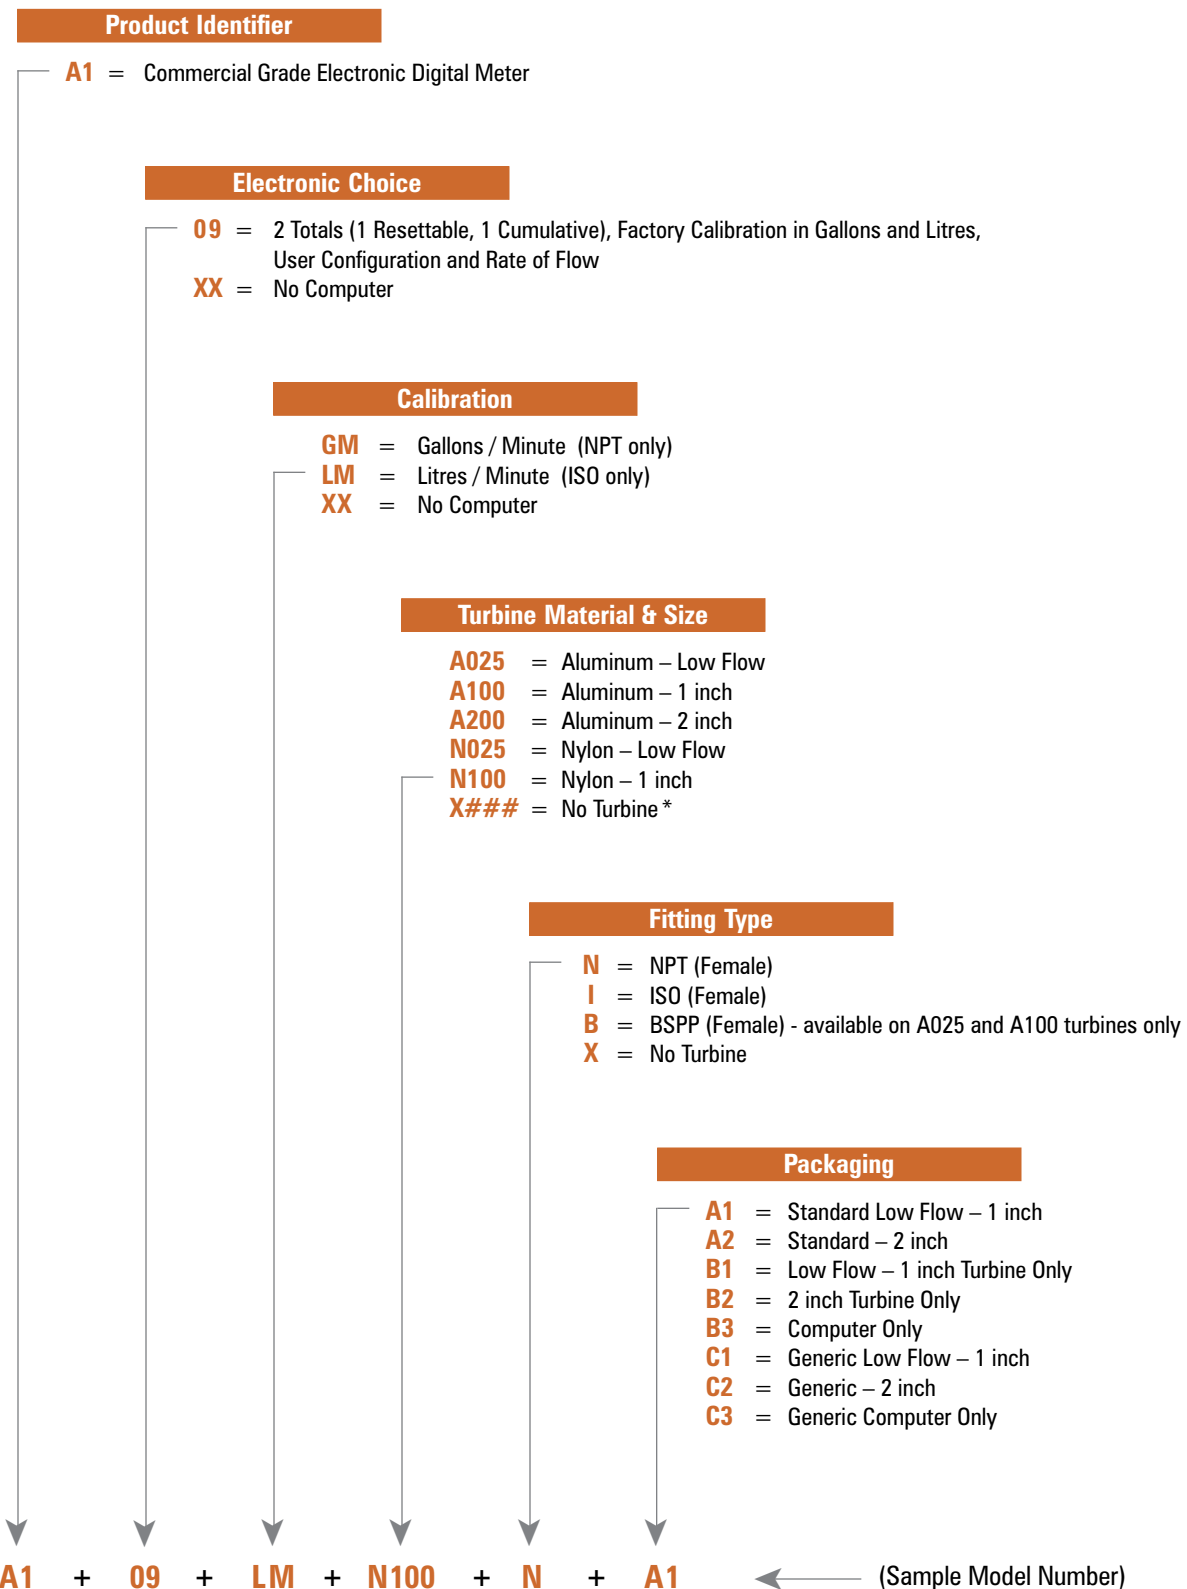 Product Identifier
A1 = Commercial Grade Electronic Digital Meter
Electronic Choice
09 = 2 Totals (1 Resettable, 1 Cumulative), Factory Calibration in Gallons and Litres,
User Configuration and Rate of Flow
XX = No Computer
Calibration
GM = Gallons / Minute (NPT only)
LM = Litres / Minute (ISO only)
XX = No Computer
Turbine Material & Size
A025 = Aluminum – Low Flow
A100 = Aluminum – 1 inch
A200 = Aluminum – 2 inch
N025 = Nylon – Low Flow
N100 = Nylon – 1 inch
X### = No Turbine *
Fitting Type
N = NPT (Female)
I = ISO (Female)
B = BSPP (Female) - available on A025 and A100 turbines only
X = No Turbine
Packaging
A1 = Standard Low Flow – 1 inch
A2 = Standard – 2 inch
B1 = Low Flow – 1 inch Turbine Only
B2 = 2 inch Turbine Only
B3 = Computer Only
C1 = Generic Low Flow – 1 inch
C2 = Generic – 2 inch
C3 = Generic Computer Only
A1 + 09 + LM + N100 + N + A1 (Sample Model Number)